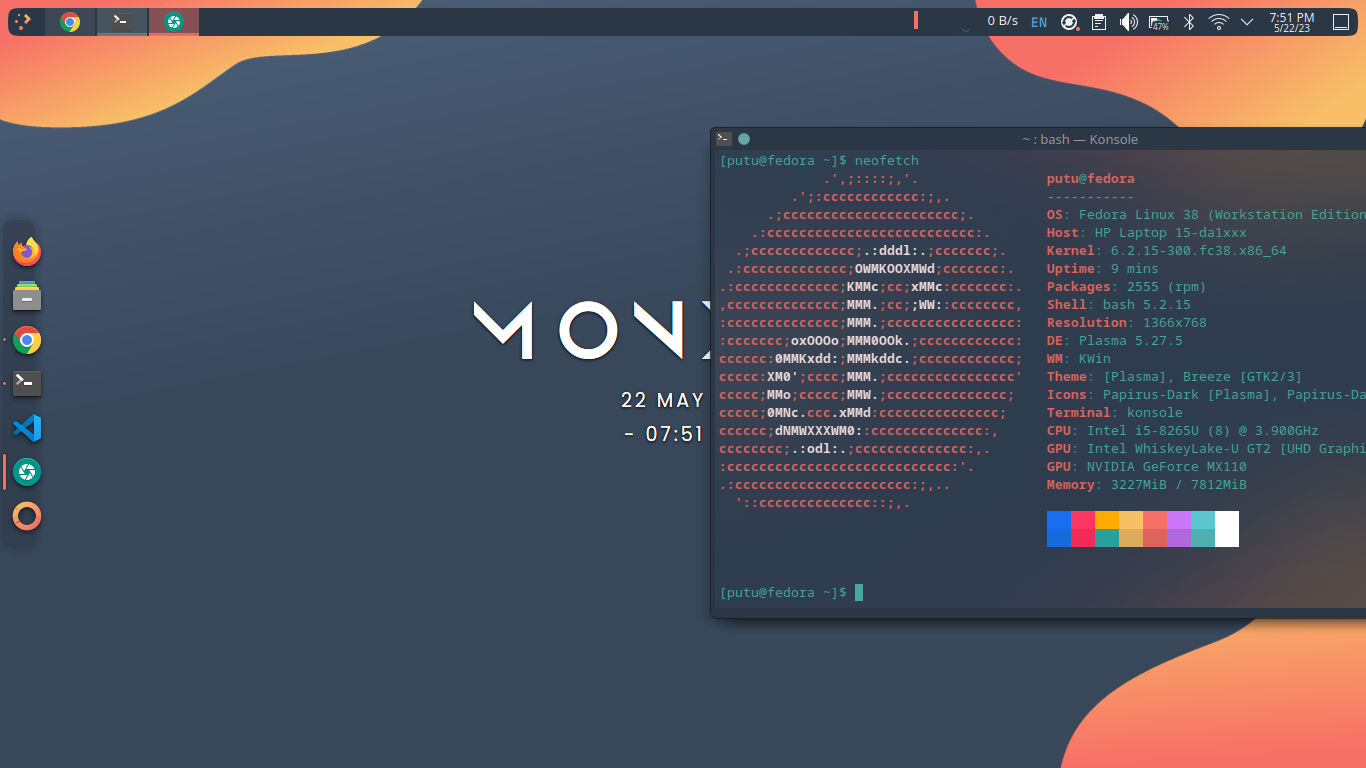 0 B/s EN 47% 7:51 PM
5/22/23
~ : bash — Konsole
[putu@fedora ~]$ neofetch
.',;::::;,'.
.';:cccccccccccc:;,.
.;cccccccccccccccccccccc;.
.:cccccccccccccccccccccccccc:.
.;ccccccccccccc;.:dddl:.;ccccccc;.
.:ccccccccccccc;OWMKOOXMWd;ccccccc:.
.:ccccccccccccc;KMMc;cc;xMMc:ccccccc:.
,cccccccccccccc;MMM.;cc;;WW::cccccccc,
:cccccccccccccc;MMM.;cccccccccccccccc:
:ccccccc;oxOOOo;MMM0OOk.;cccccccccccc:
cccccc:0MMKxdd:;MMMkddc.;cccccccccccc;
ccccc:XM0';cccc;MMM.;cccccccccccccccc'
ccccc;MMo;ccccc;MMW.;ccccccccccccccc;
ccccc;0MNc.ccc.xMMd:ccccccccccccccc;
cccccc;dNMWXXXWM0::cccccccccccccc:,
cccccccc;.:odl:.;cccccccccccccc:,.
:cccccccccccccccccccccccccccc:'.
.:cccccccccccccccccccccc:;,..
'::cccccccccccccc::;,.
putu@fedora
-----------
OS: Fedora Linux 38 (Workstation Edition
Host: HP Laptop 15-da1xxx
Kernel: 6.2.15-300.fc38.x86_64
Uptime: 9 mins
Packages: 2555 (rpm)
Shell: bash 5.2.15
Resolution: 1366x768
DE: Plasma 5.27.5
WM: KWin
Theme: [Plasma], Breeze [GTK2/3]
Icons: Papirus-Dark [Plasma], Papirus-Da
Terminal: konsole
CPU: Intel i5-8265U (8) @ 3.900GHz
GPU: Intel WhiskeyLake-U GT2 [UHD Graphi
GPU: NVIDIA GeForce MX110
Memory: 3227MiB / 7812MiB
[putu@fedora ~]$
MON
22 MAY
- 07:51